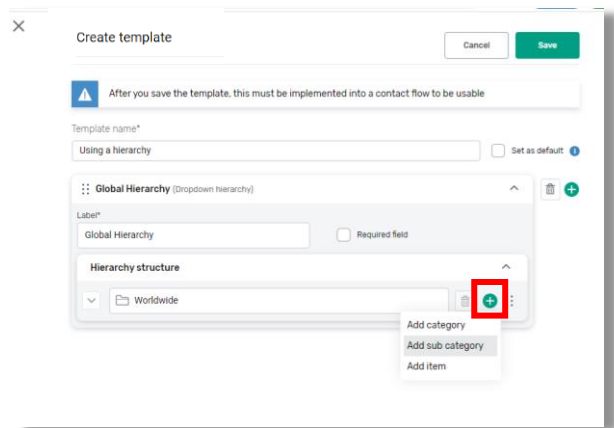 Create template
Cancel
Save
After you save the template, this must be implemented into a contact flow to be usable
Template name*
Using a hierarchy
Set as default
Global Hierarchy (Dropdown hierarchy)
Label*
Global Hierarchy
Required field
Hierarchy structure
Worldwide
Add category
Add sub category
Add item